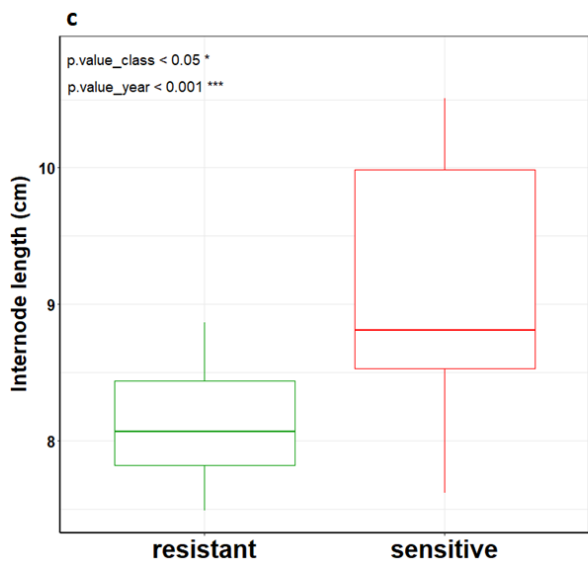 c
p.value_class < 0.05 *
p.value_year < 0.001 ***
Internode length (cm)
10
9
8
resistant
sensitive